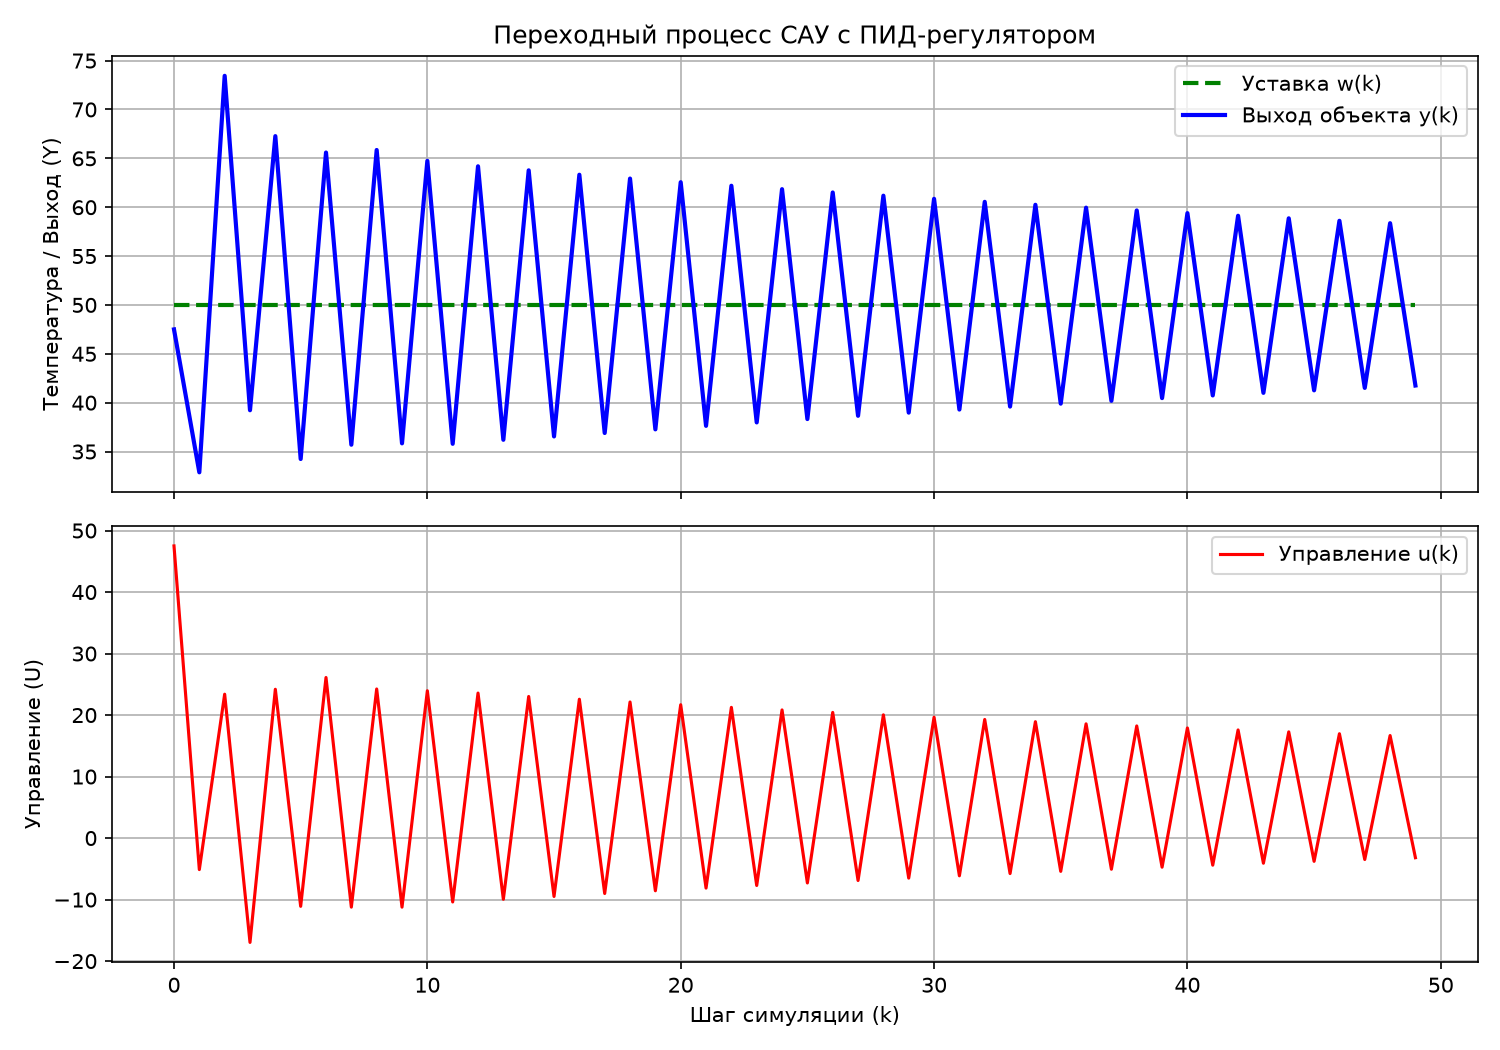 Переходный процесс САУ с ПИД-регулятором
75
70
65
60
55
50
45
40
35
Температура / Выход (Y)
Уставка w(k)
Выход объекта y(k)
50
40
30
20
10
0
−10
−20
Управление (U)
Управление u(k)
0 10 20 30 40 50
Шаг симуляции (k)